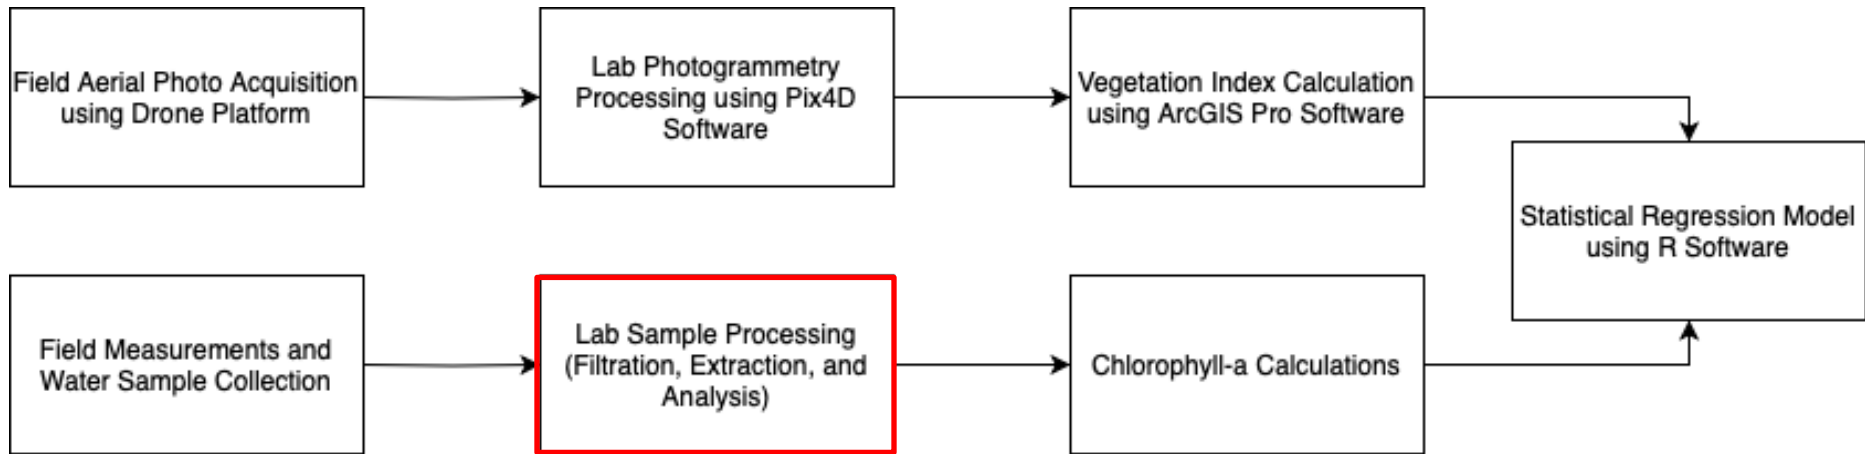 Field Aerial Photo Acquisition
using Drone Platform
Lab Photogrammetry
Processing using Pix4D
Software
Vegetation Index Calculation
using ArcGIS Pro Software
Statistical Regression Model
using R Software
Field Measurements and
Water Sample Collection
Lab Sample Processing
(Filtration, Extraction, and
Analysis)
Chlorophyll-a Calculations